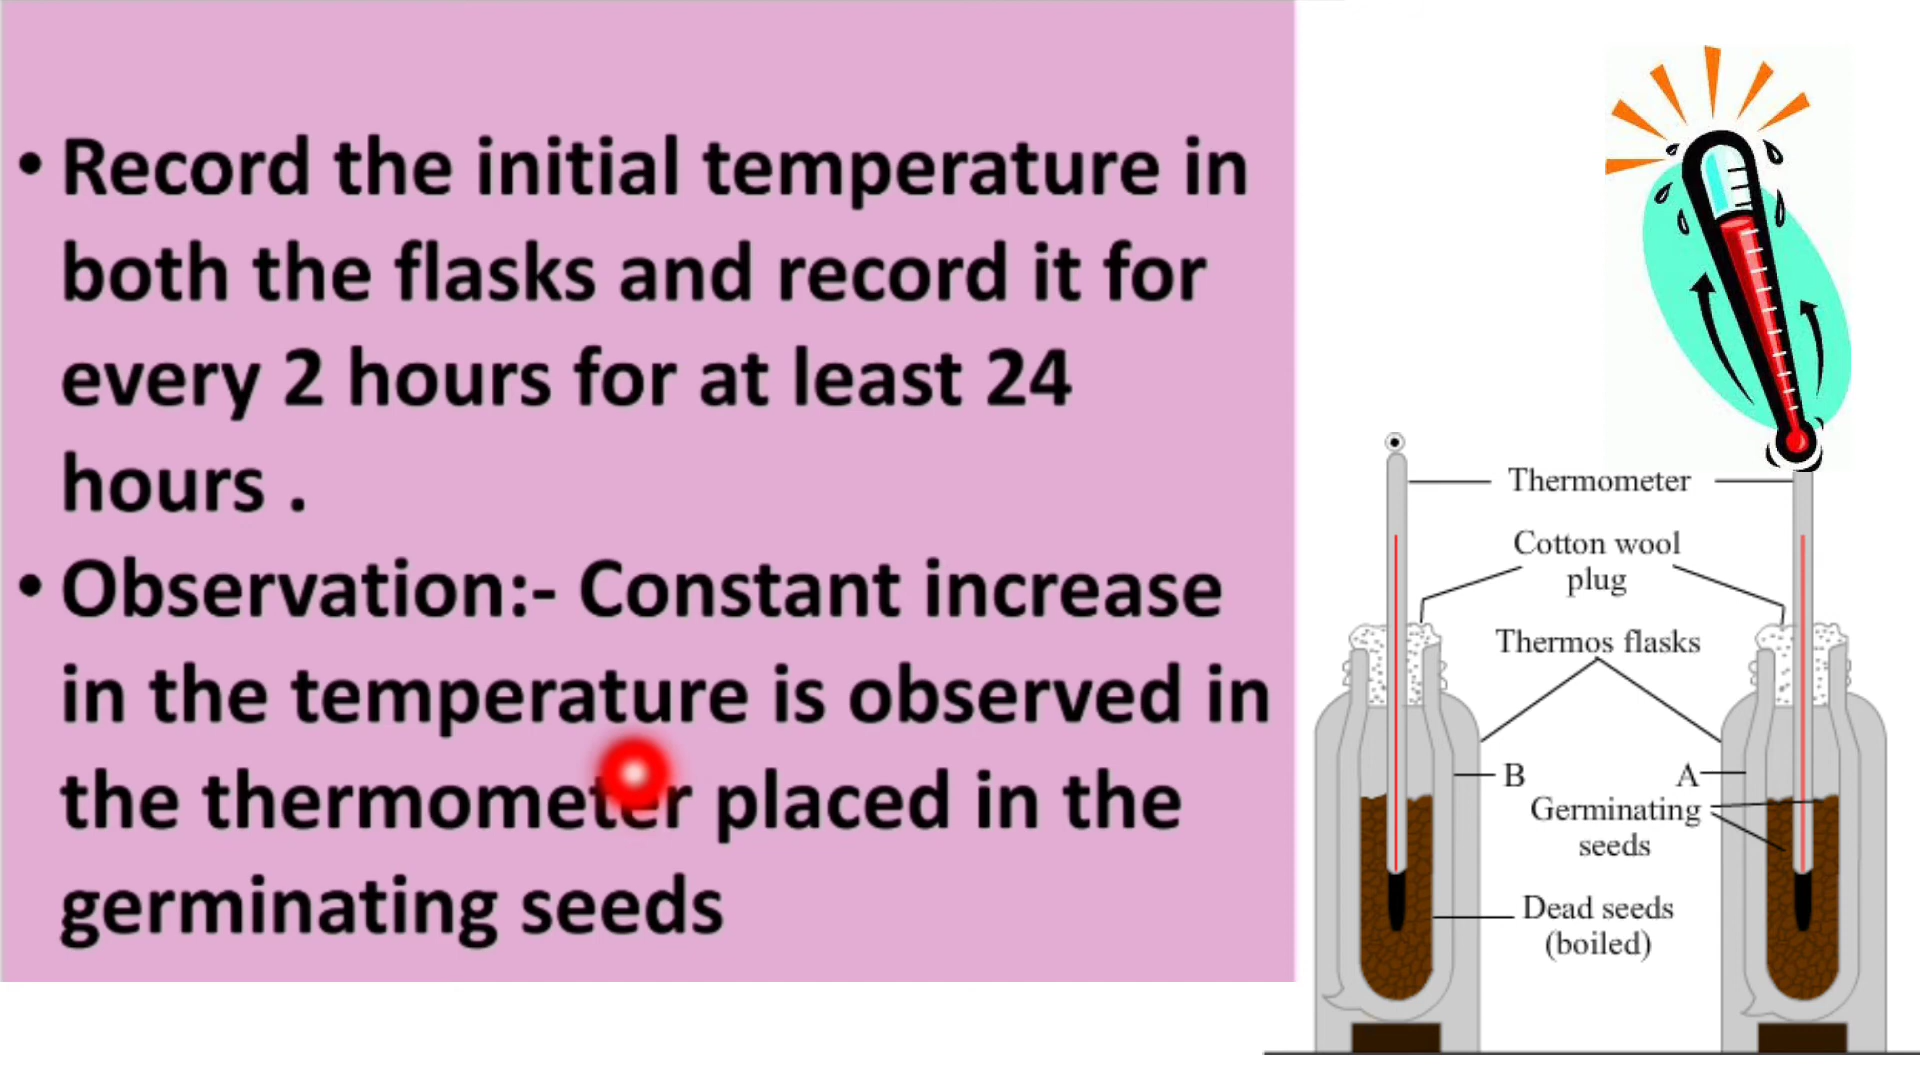 • Record the initial temperature in
both the flasks and record it for
every 2 hours for at least 24
hours .
• Observation:- Constant increase
in the temperature is observed in
the thermometer placed in the
germinating seeds
Thermometer
Cotton wool
plug
Thermos flasks
B
A
Germinating
seeds
Dead seeds
(boiled)